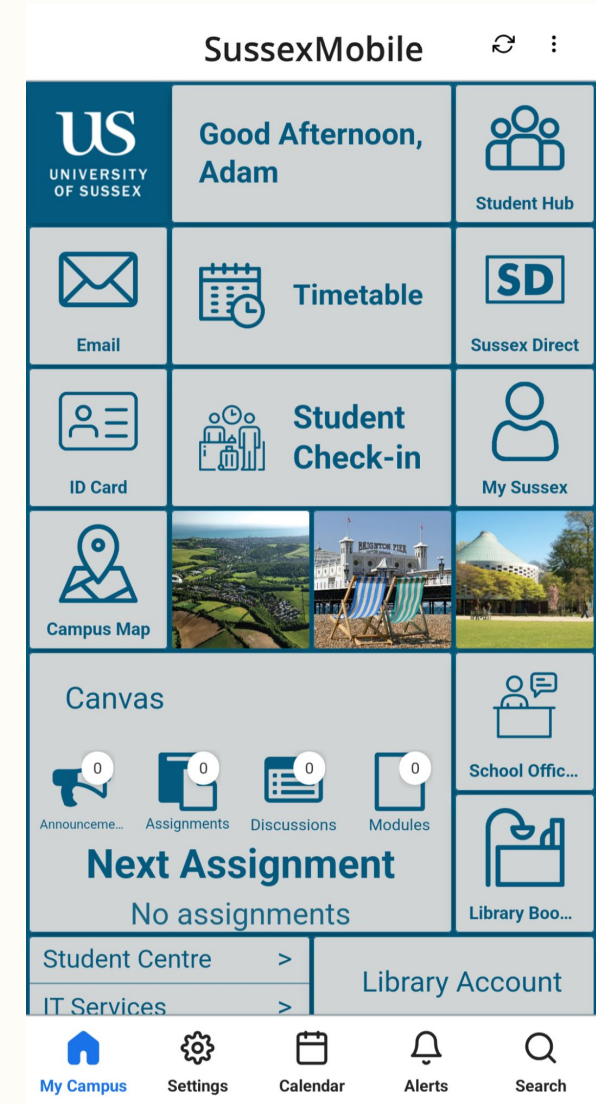 SussexMobile
US
UNIVERSITY
OF SUSSEX
Good Afternoon,
Adam
Student Hub
Email
Timetable
SD
Sussex Direct
ID Card
Student
Check-in
My Sussex
Campus Map
BRIGHTON PIER
Canvas
0
0
0
0
Announceme...
Assignments
Discussions
Modules
School Offic...
Next Assignment
No assignments
Library Boo...
Student Centre >
IT Services >
Library Account
My Campus
Settings
Calendar
Alerts
Search